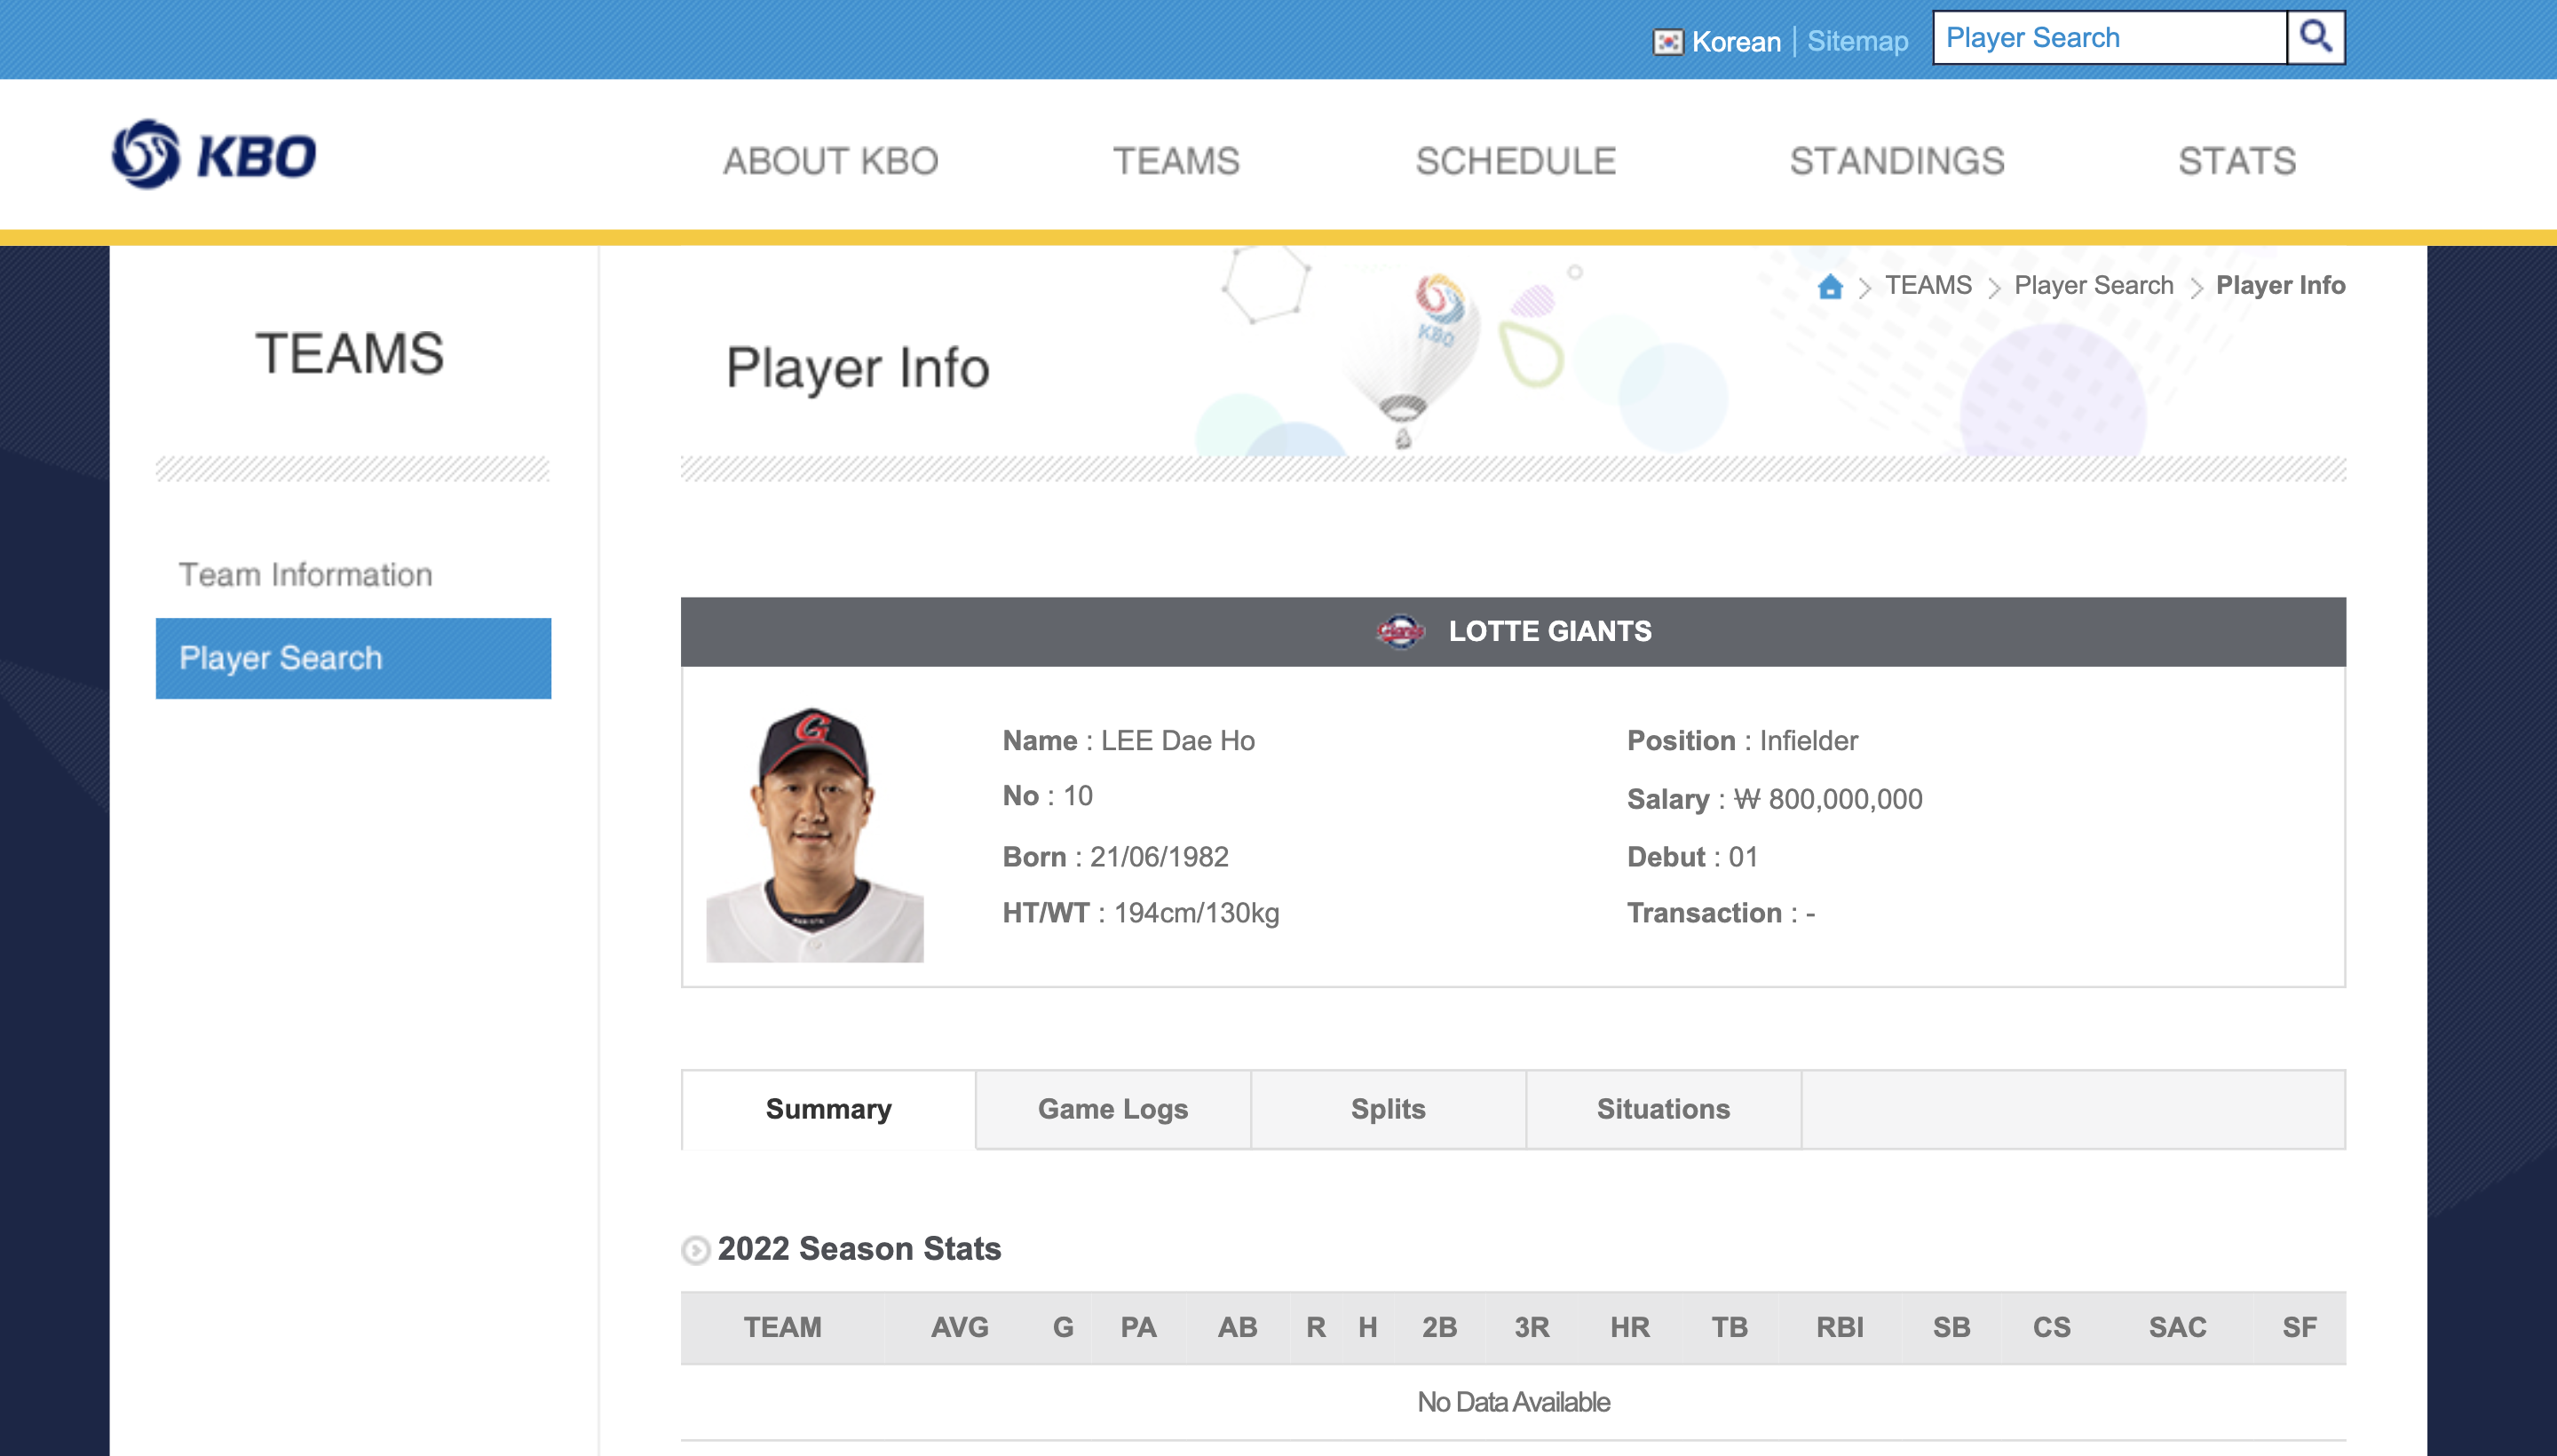 Korean | Sitemap
Player Search
KBO
ABOUT KBO
TEAMS
SCHEDULE
STANDINGS
STATS
TEAMS
Team Information
Player Search
TEAMS > Player Search > Player Info
KBO
Player Info
Giants
LOTTE GIANTS
G
Name : LEE Dae Ho
No : 10
Born : 21/06/1982
HT/WT : 194cm/130kg
Position : Infielder
Salary : ₩ 800,000,000
Debut : 01
Transaction : -
Summary
Game Logs
Splits
Situations
2022 Season Stats
TEAM AVG G PA AB R H 2B 3R HR TB RBI SB CS SAC SF
No Data Available